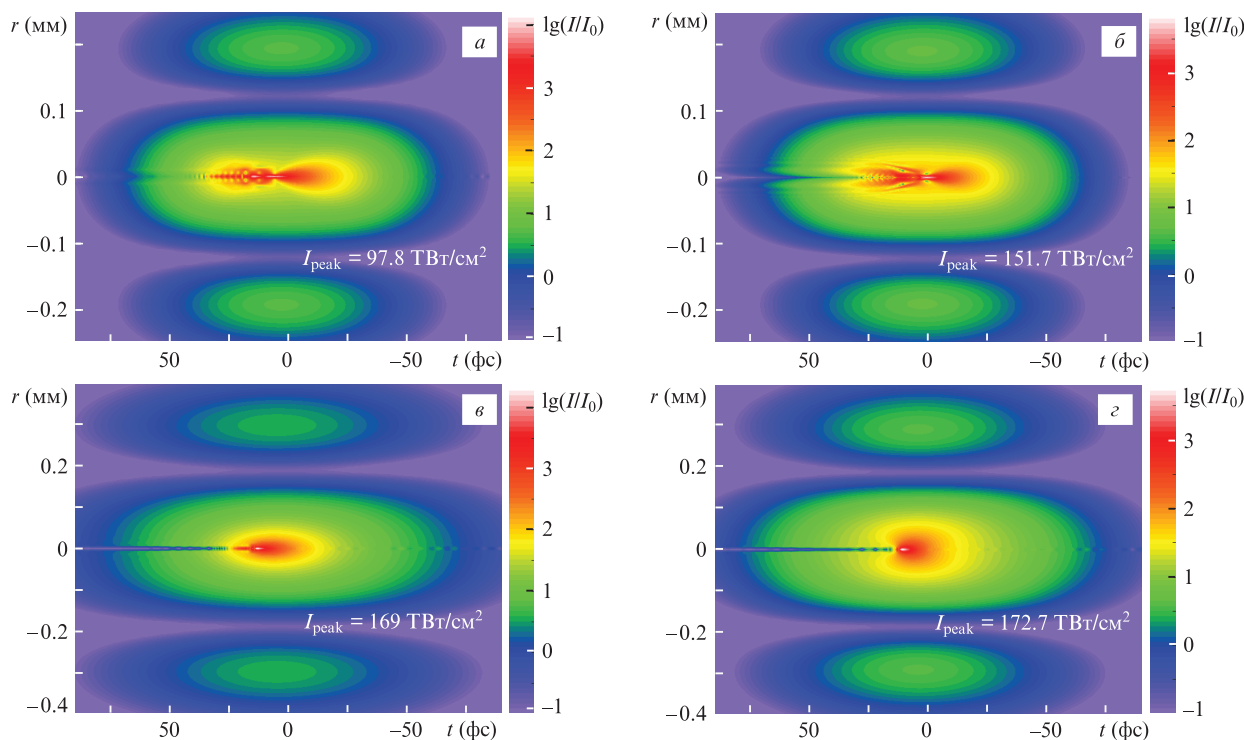 r (мм)
а
lg(I/I₀)
0.1
0
−0.1
−0.2
I_peak = 97.8 ТВт/см²
3
2
1
0
−1
50
0
−50
t (фс)
r (мм)
б
lg(I/I₀)
0.1
0
−0.1
−0.2
I_peak = 151.7 ТВт/см²
3
2
1
0
−1
50
0
−50
t (фс)
r (мм)
в
lg(I/I₀)
0.2
0
−0.2
−0.4
I_peak = 169 ТВт/см²
3
2
1
0
−1
50
0
−50
t (фс)
r (мм)
г
lg(I/I₀)
0.2
0
−0.2
−0.4
I_peak = 172.7 ТВт/см²
3
2
1
0
−1
50
0
−50
t (фс)